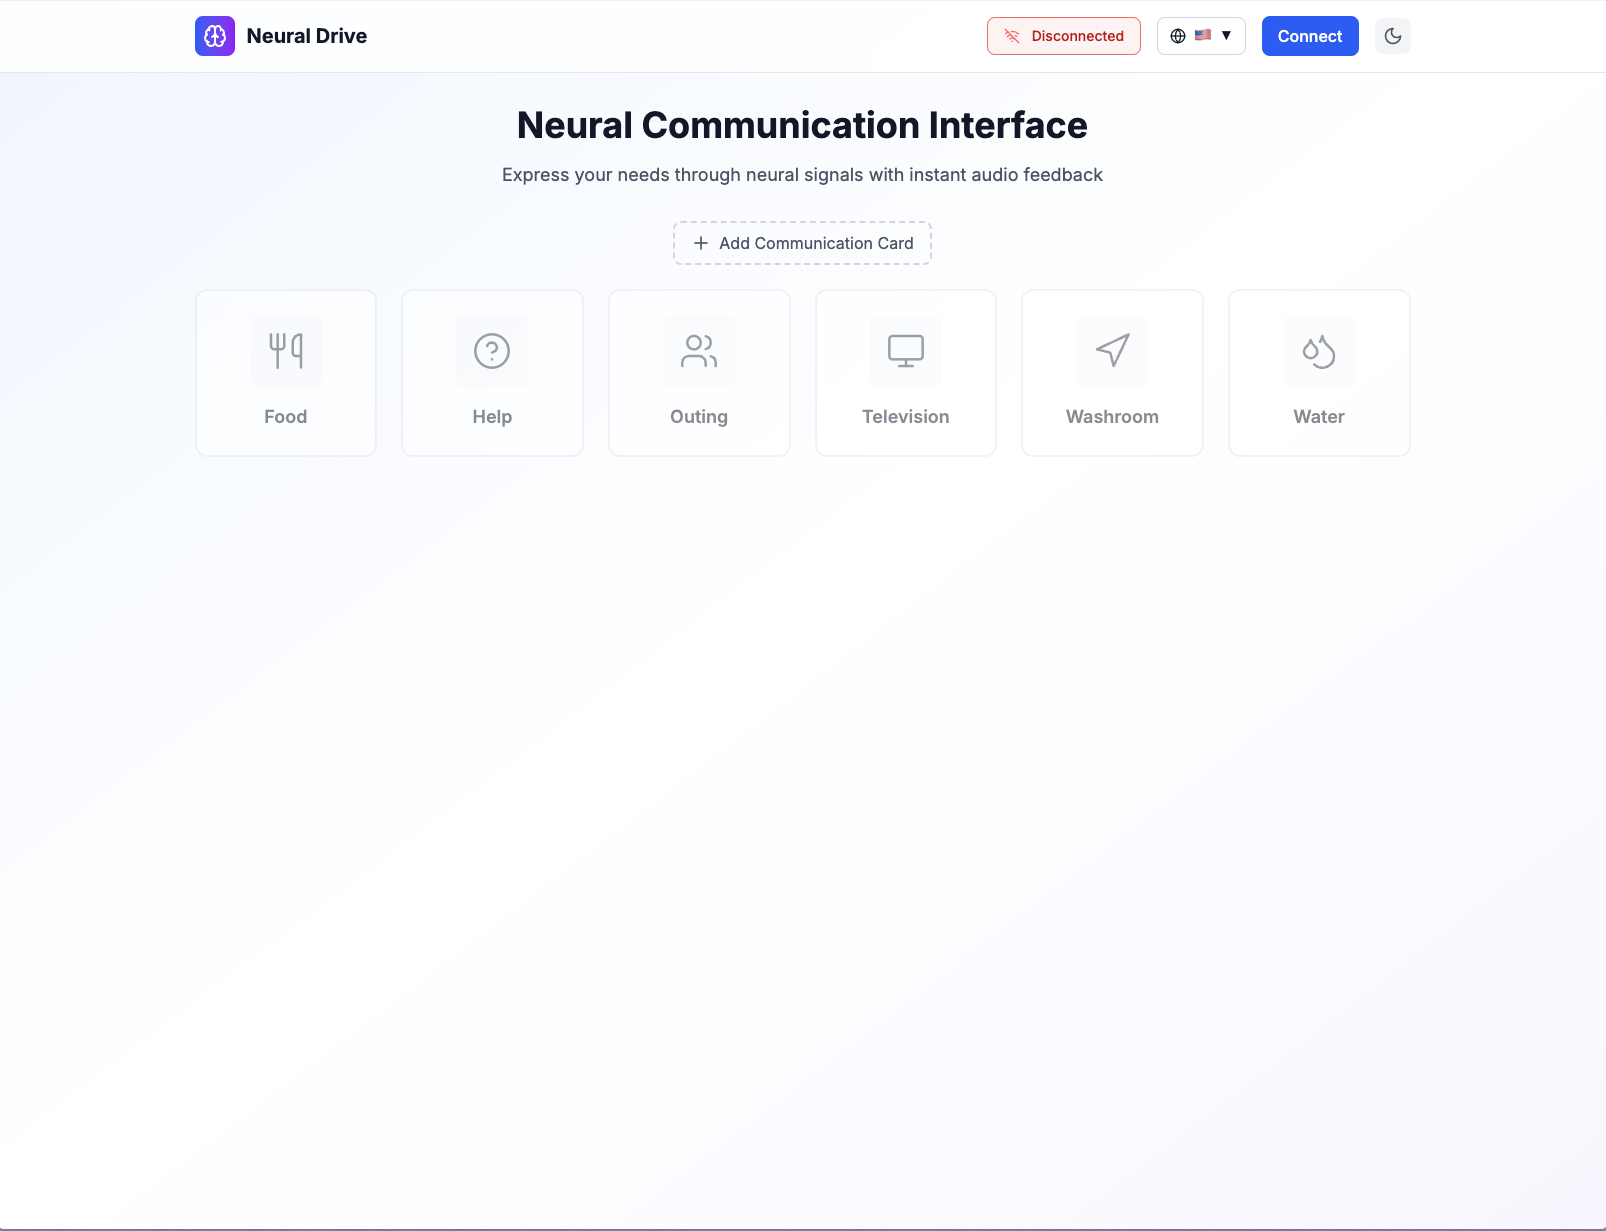 Neural Drive
Disconnected
Connect
Neural Communication Interface
Express your needs through neural signals with instant audio feedback
+ Add Communication Card
Food
Help
Outing
Television
Washroom
Water